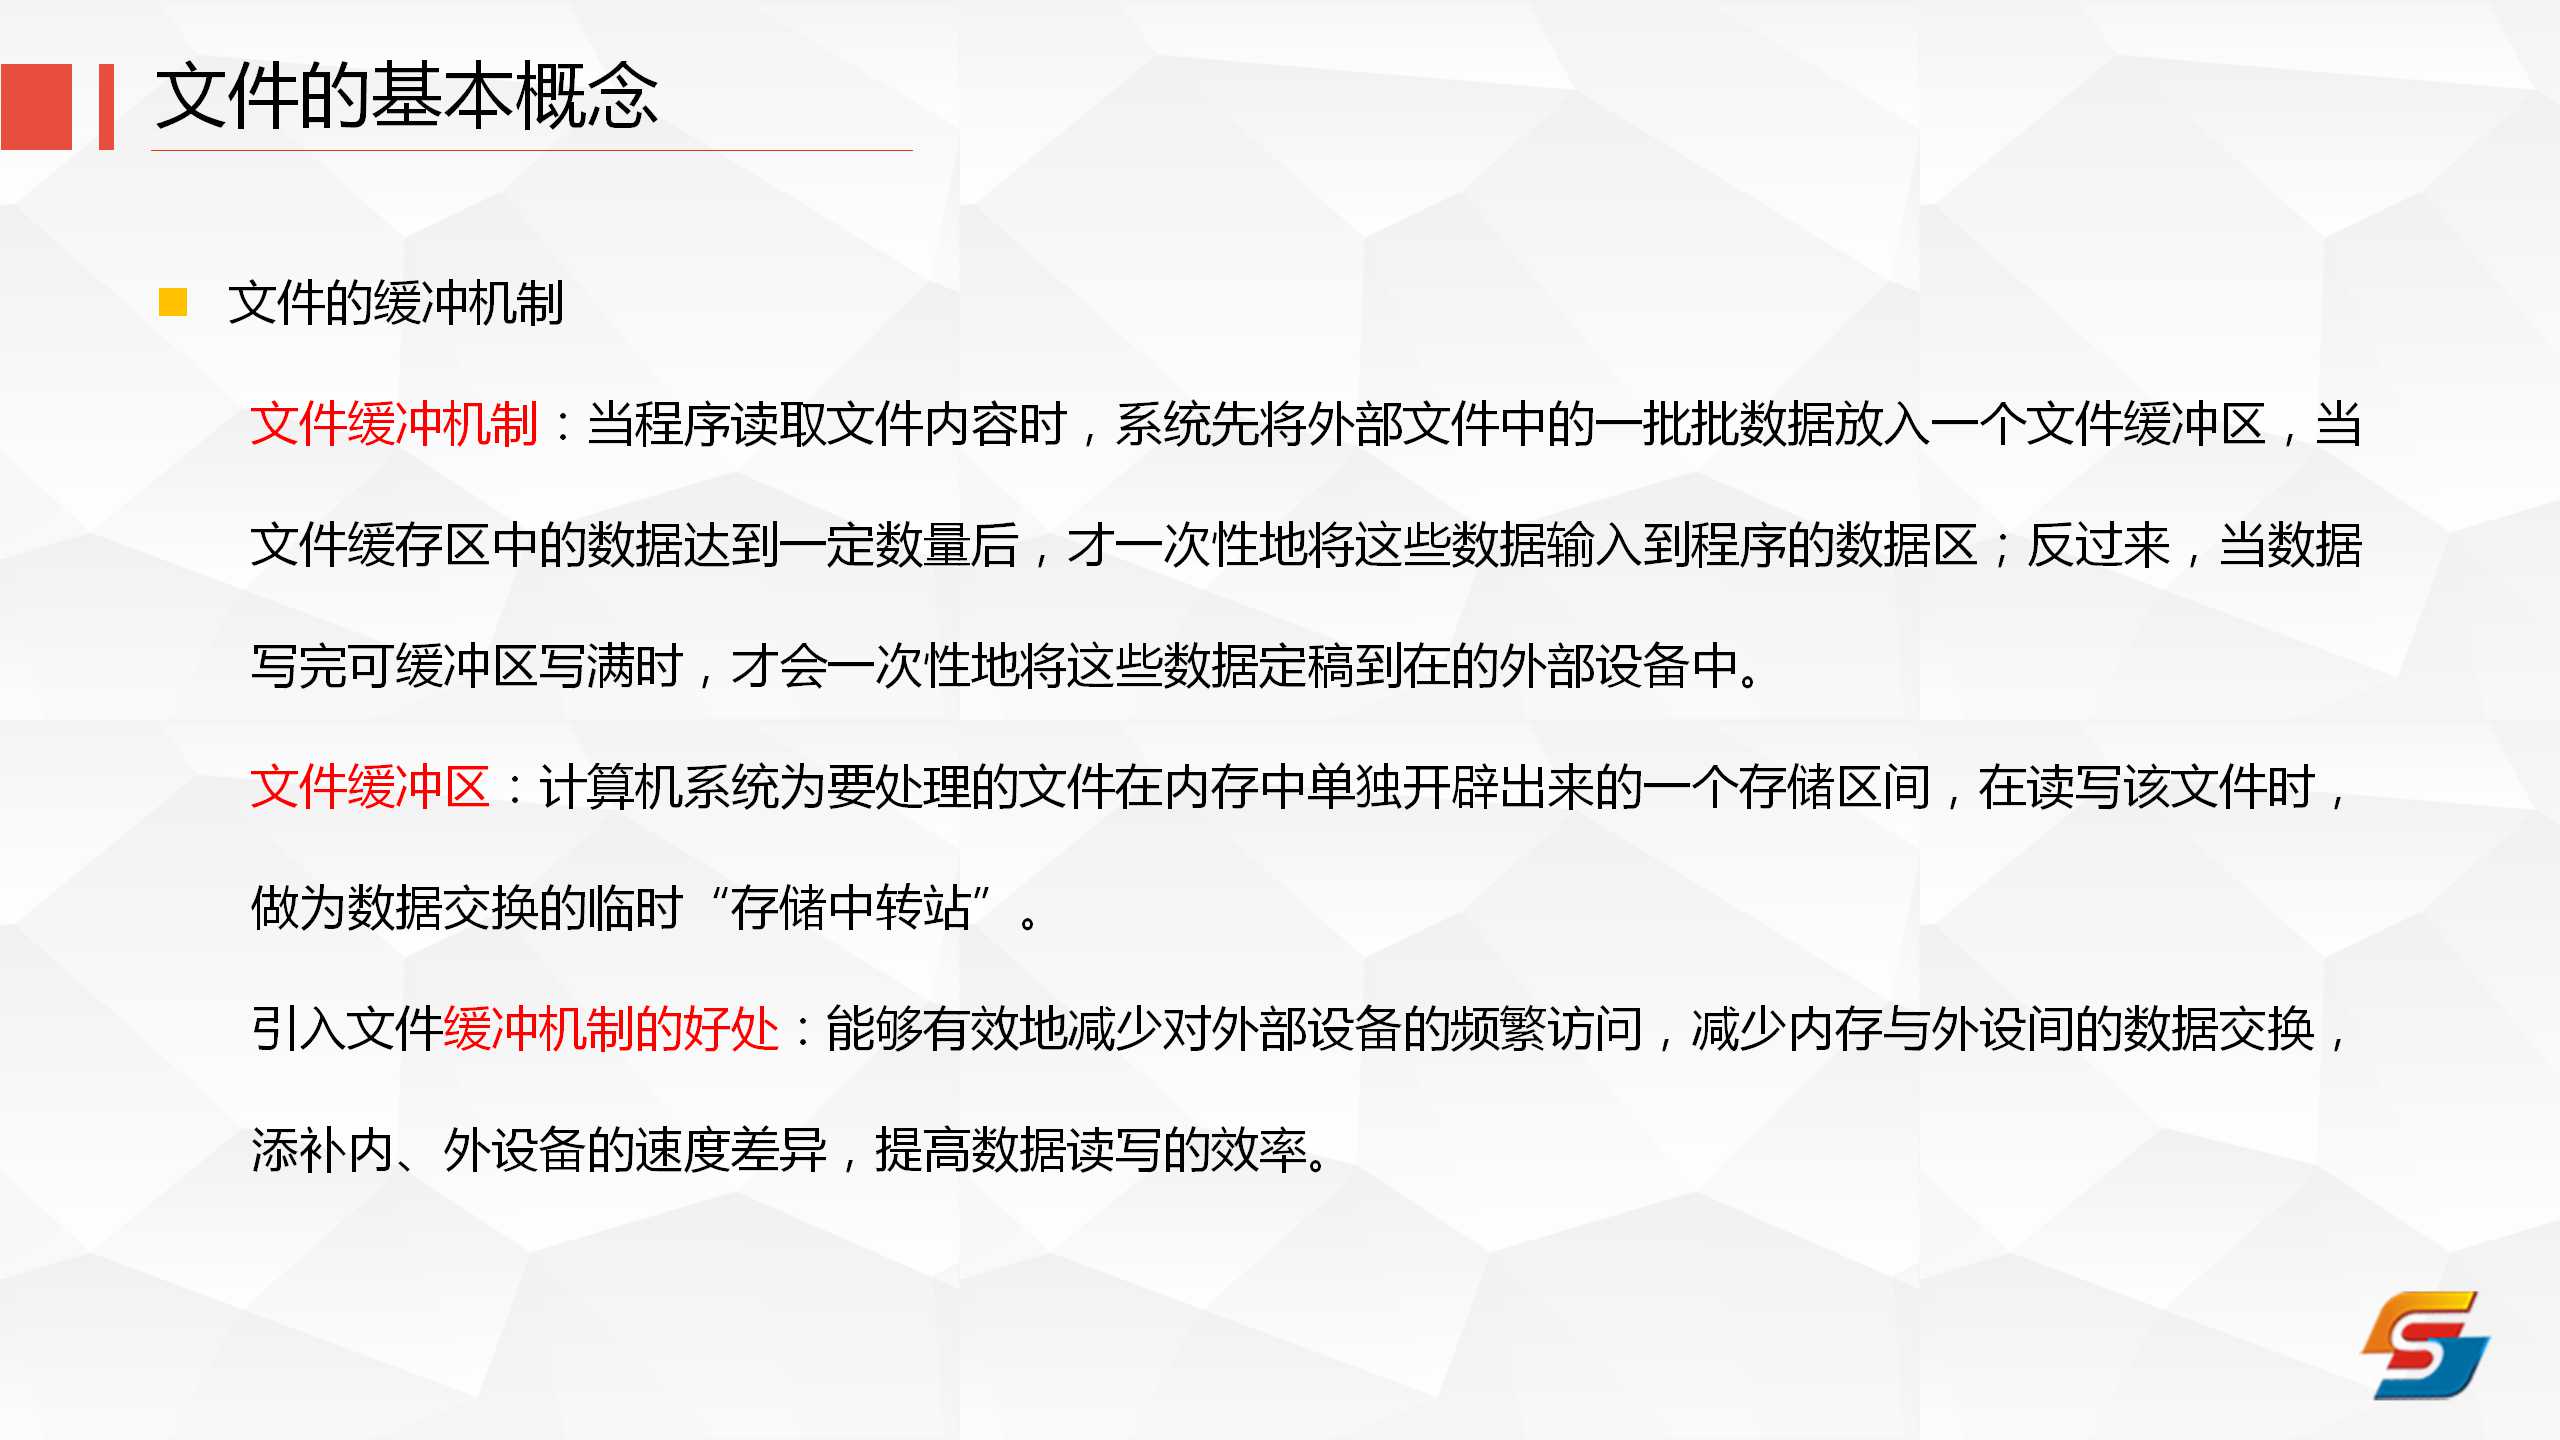 文件的基本概念
文件的缓冲机制
文件缓冲机制：当程序读取文件内容时，系统先将外部文件中的一批批数据放入一个文件缓冲区，当
文件缓存区中的数据达到一定数量后，才一次性地将这些数据输入到程序的数据区；反过来，当数据
写完可缓冲区写满时，才会一次性地将这些数据定稿到在的外部设备中。
文件缓冲区：计算机系统为要处理的文件在内存中单独开辟出来的一个存储区间，在读写该文件时，
做为数据交换的临时“存储中转站”。
引入文件缓冲机制的好处：能够有效地减少对外部设备的频繁访问，减少内存与外设间的数据交换，
添补内、外设备的速度差异，提高数据读写的效率。